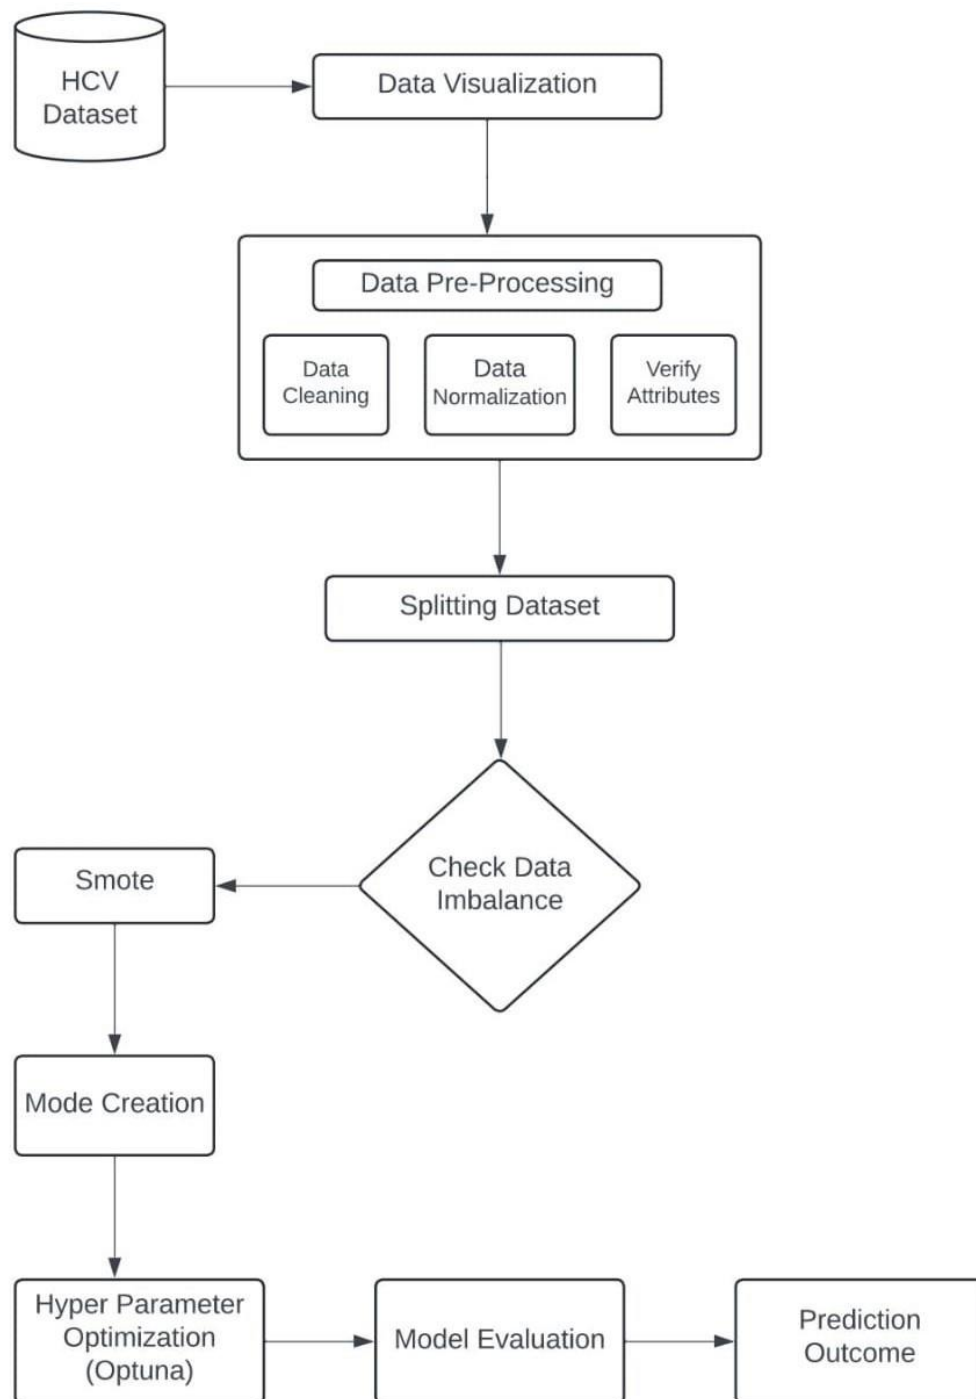 HCV
Dataset
Data Visualization
Data Pre-Processing
Data
Cleaning
Data
Normalization
Verify
Attributes
Splitting Dataset
Check Data
Imbalance
Smote
Mode Creation
Hyper Parameter
Optimization
(Optuna)
Model Evaluation
Prediction
Outcome